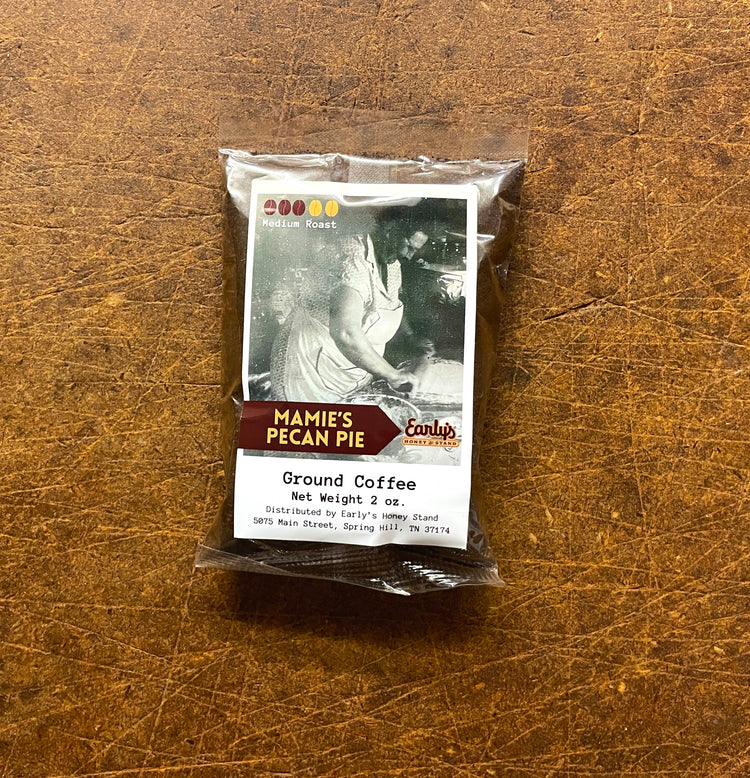 Medium Roast
MAMIE'S
PECAN PIE
Early's
HONEY STAND
Ground Coffee
Net Weight 2 oz.
Distributed by Early's Honey Stand
5075 Main Street, Spring Hill, TN 37174